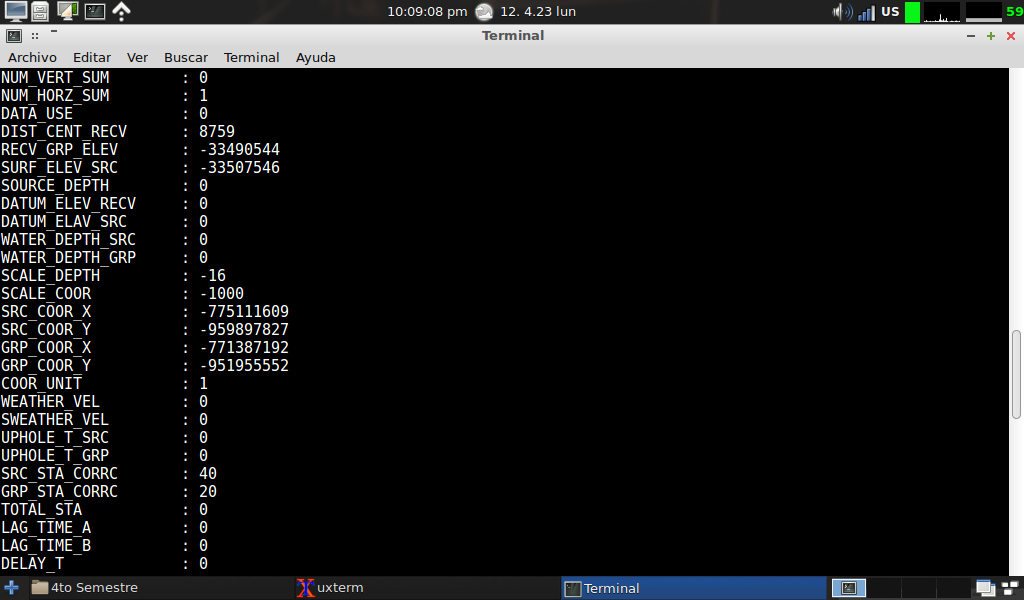 10:09:08 pm 12. 4.23 lun US 59
Terminal
Archivo Editar Ver Buscar Terminal Ayuda
NUM_VERT_SUM : 0
NUM_HORZ_SUM : 1
DATA_USE : 0
DIST_CENT_RECV : 8759
RECV_GRP_ELEV : -33490544
SURF_ELEV_SRC : -33507546
SOURCE_DEPTH : 0
DATUM_ELEV_RECV : 0
DATUM_ELAV_SRC : 0
WATER_DEPTH_SRC : 0
WATER_DEPTH_GRP : 0
SCALE_DEPTH : -16
SCALE_COOR : -1000
SRC_COOR_X : -775111609
SRC_COOR_Y : -959897827
GRP_COOR_X : -771387192
GRP_COOR_Y : -951955552
COOR_UNIT : 1
WEATHER_VEL : 0
SWEATHER_VEL : 0
UPHOLE_T_SRC : 0
UPHOLE_T_GRP : 0
SRC_STA_CORRC : 40
GRP_STA_CORRC : 20
TOTAL_STA : 0
LAG_TIME_A : 0
LAG_TIME_B : 0
DELAY_T : 0
4to Semestre uxterm Terminal